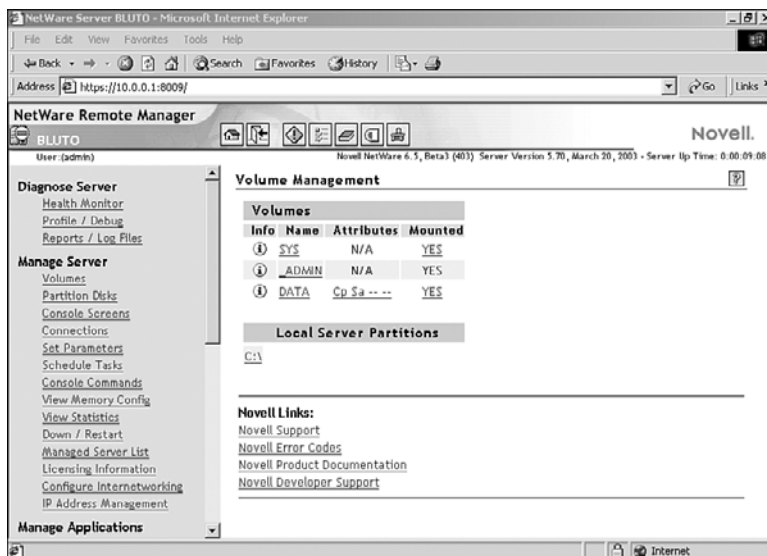 NetWare Server BLUTO - Microsoft Internet Explorer
File Edit View Favorites Tools Help
Back Search Favorites History
Address https://10.0.0.1:8009/ Go Links
NetWare Remote Manager
BLUTO
Novell.
User:(admin)
Novell NetWare 6.5, Beta3 (403) Server Version 5.70, March 20, 2003 - Server Up Time: 0:00:09:08
Diagnose Server
Health Monitor
Profile / Debug
Reports / Log Files
Manage Server
Volumes
Partition Disks
Console Screens
Connections
Set Parameters
Schedule Tasks
Console Commands
View Memory Config
View Statistics
Down / Restart
Managed Server List
Licensing Information
Configure Internetworking
IP Address Management
Manage Applications
Volume Management
Volumes
Info Name Attributes Mounted
SYS N/A YES
_ADMIN N/A YES
DATA Cp Sa -- -- YES
Local Server Partitions
C:\
Novell Links:
Novell Support
Novell Error Codes
Novell Product Documentation
Novell Developer Support
Internet